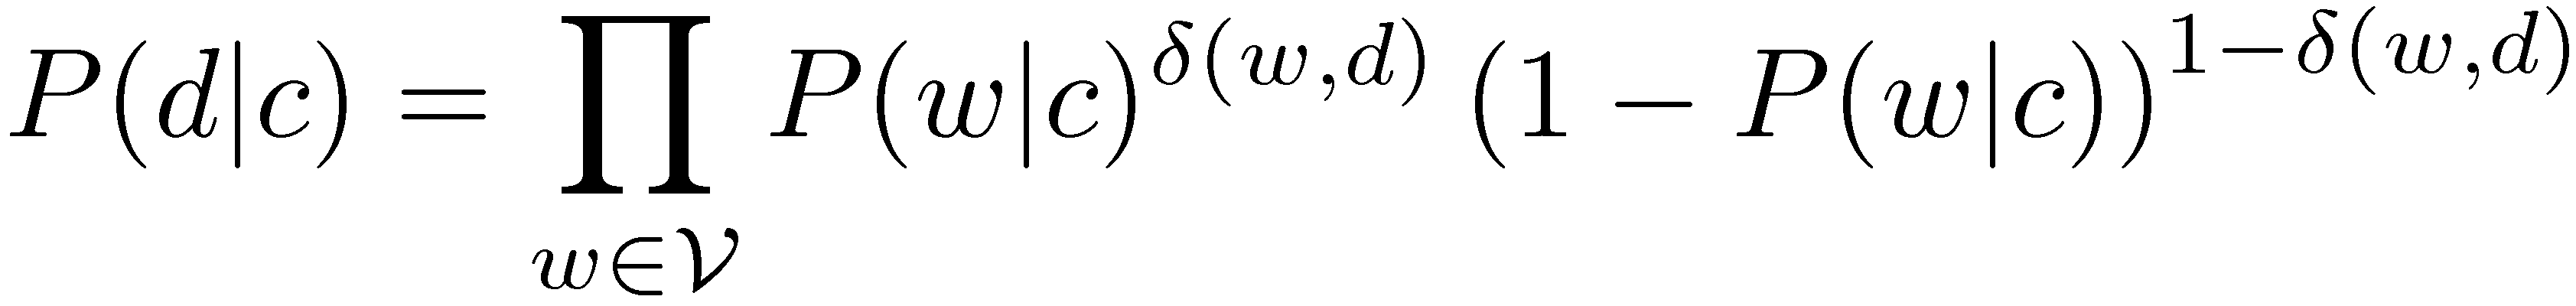 P(d|c) = ∏_{w∈𝒱} P(w|c)^{δ(w,d)} (1 − P(w|c))^{1−δ(w,d)}